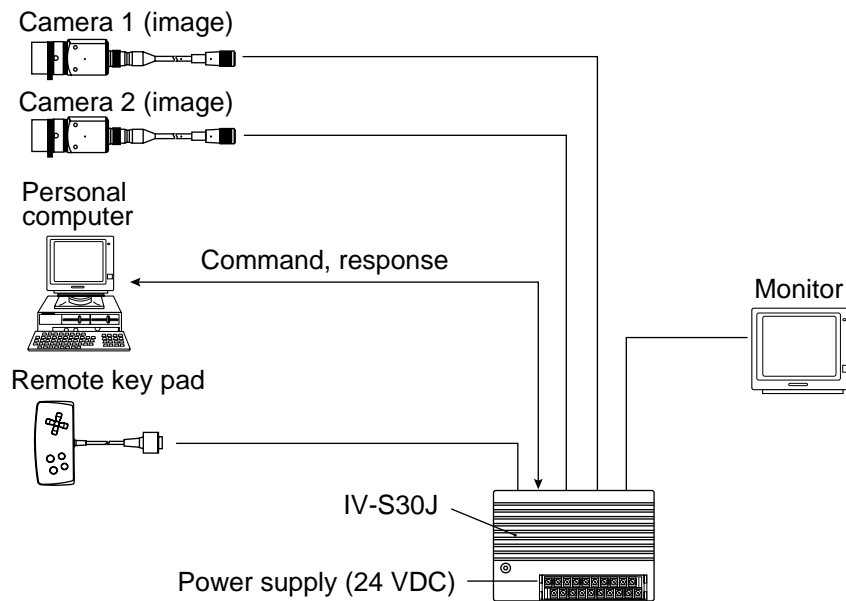 Camera 1 (image)
Camera 2 (image)
Personal
computer
Command, response
Monitor
Remote key pad
IV-S30J
Power supply (24 VDC)